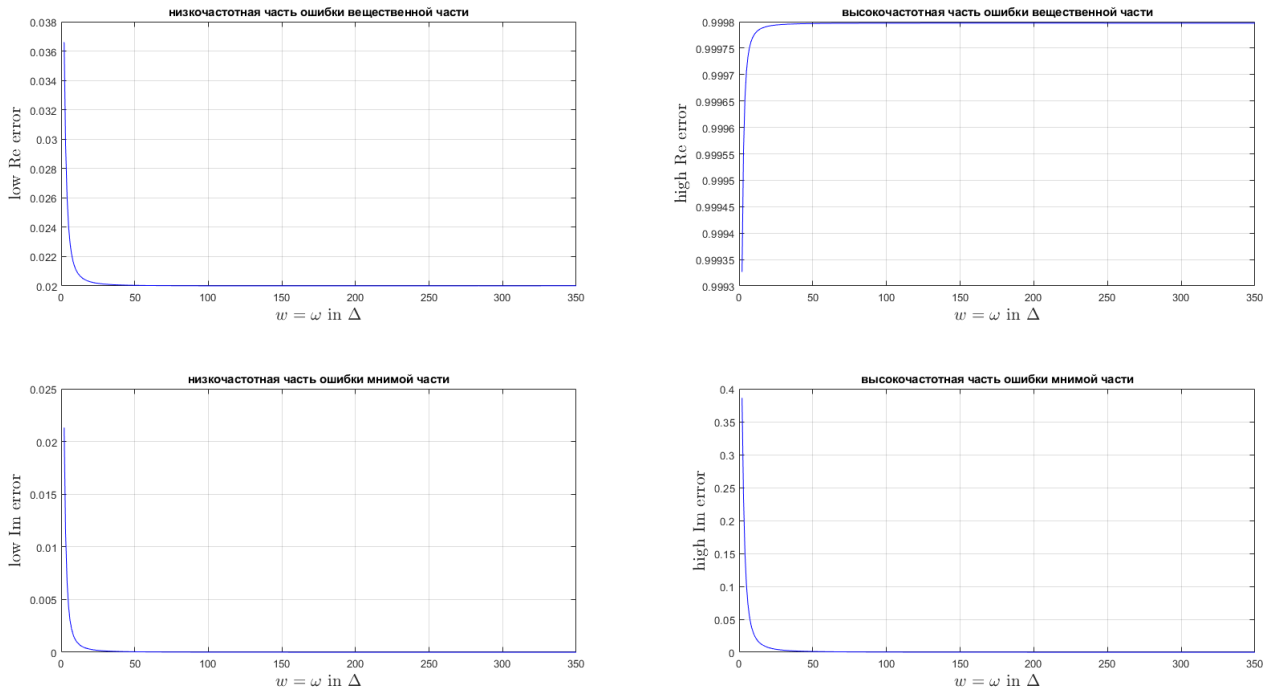 низкочастотная часть ошибки вещественной части
0.038
0.036
0.034
0.032
0.03
0.028
0.026
0.024
0.022
0.02
low Re error
0 50 100 150 200 250 300 350
w = ω in Δ
высокочастотная часть ошибки вещественной части
0.9998
0.99975
0.9997
0.99965
0.9996
0.99955
0.9995
0.99945
0.9994
0.99935
0.9993
high Re error
0 50 100 150 200 250 300 350
w = ω in Δ
низкочастотная часть ошибки мнимой части
0.025
0.02
0.015
0.01
0.005
0
low Im error
0 50 100 150 200 250 300 350
w = ω in Δ
высокочастотная часть ошибки мнимой части
0.4
0.35
0.3
0.25
0.2
0.15
0.1
0.05
0
high Im error
0 50 100 150 200 250 300 350
w = ω in Δ